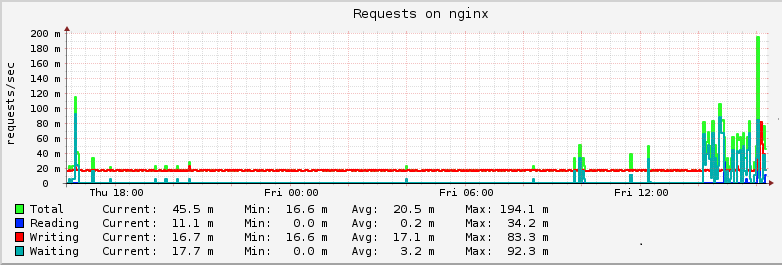 Requests on nginx
requests/sec
200 m
180 m
160 m
140 m
120 m
100 m
80 m
60 m
40 m
20 m
0
Thu 18:00 Fri 00:00 Fri 06:00 Fri 12:00
Total Current: 45.5 m Min: 16.6 m Avg: 20.5 m Max: 194.1 m
Reading Current: 11.1 m Min: 0.0 m Avg: 0.2 m Max: 34.2 m
Writing Current: 16.7 m Min: 16.6 m Avg: 17.1 m Max: 83.3 m
Waiting Current: 17.7 m Min: 0.0 m Avg: 3.2 m Max: 92.3 m